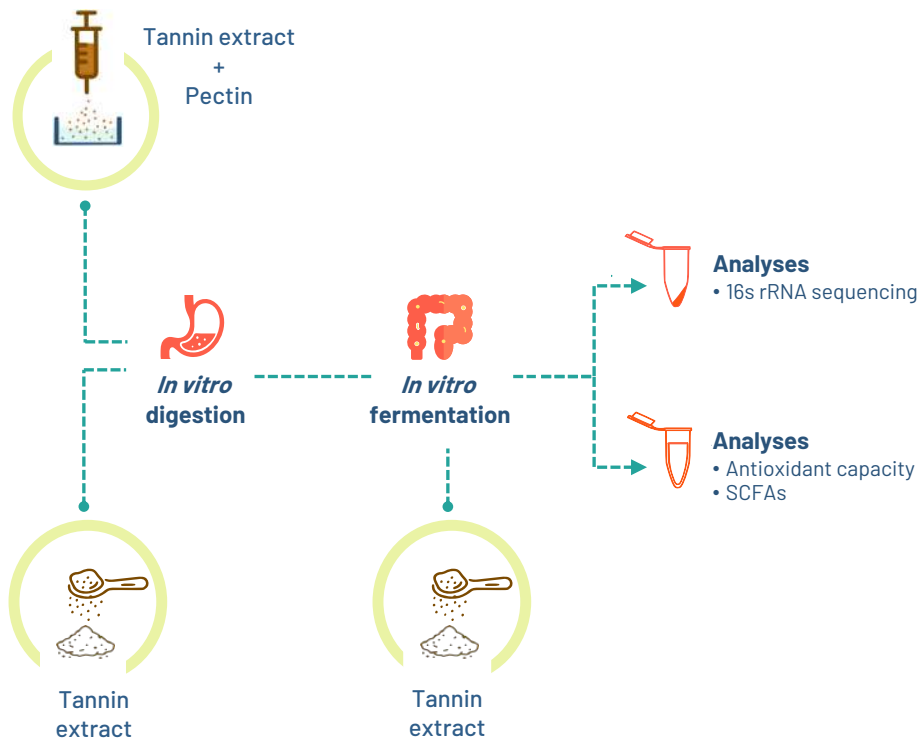 Tannin extract
+
Pectin
In vitro
digestion
In vitro
fermentation
Analyses
• 16s rRNA sequencing
Analyses
• Antioxidant capacity
• SCFAs
Tannin
extract
Tannin
extract